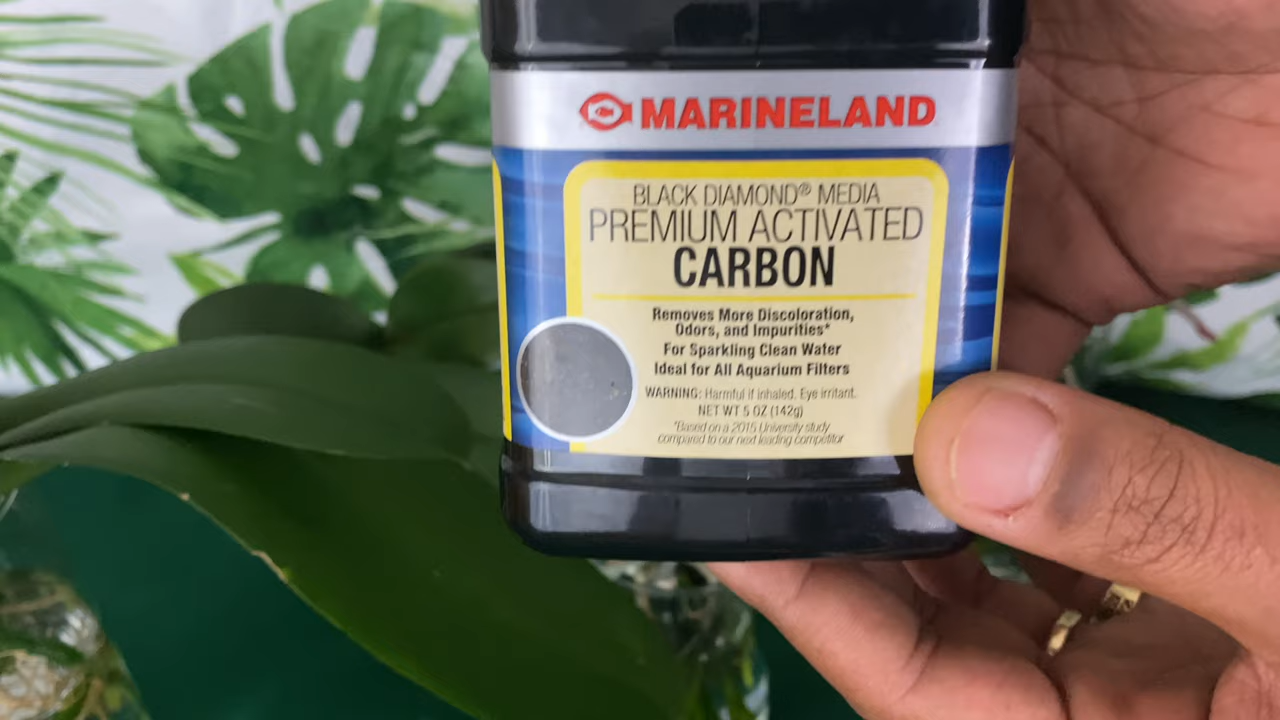 MARINELAND
BLACK DIAMOND® MEDIA
PREMIUM ACTIVATED
CARBON
Removes More Discoloration,
Odors, and Impurities*
For Sparkling Clean Water
Ideal for All Aquarium Filters
WARNING: Harmful if inhaled. Eye irritant.
NET WT 5 OZ (142g)
*Based on a 2015 University study
compared to our next leading competitor